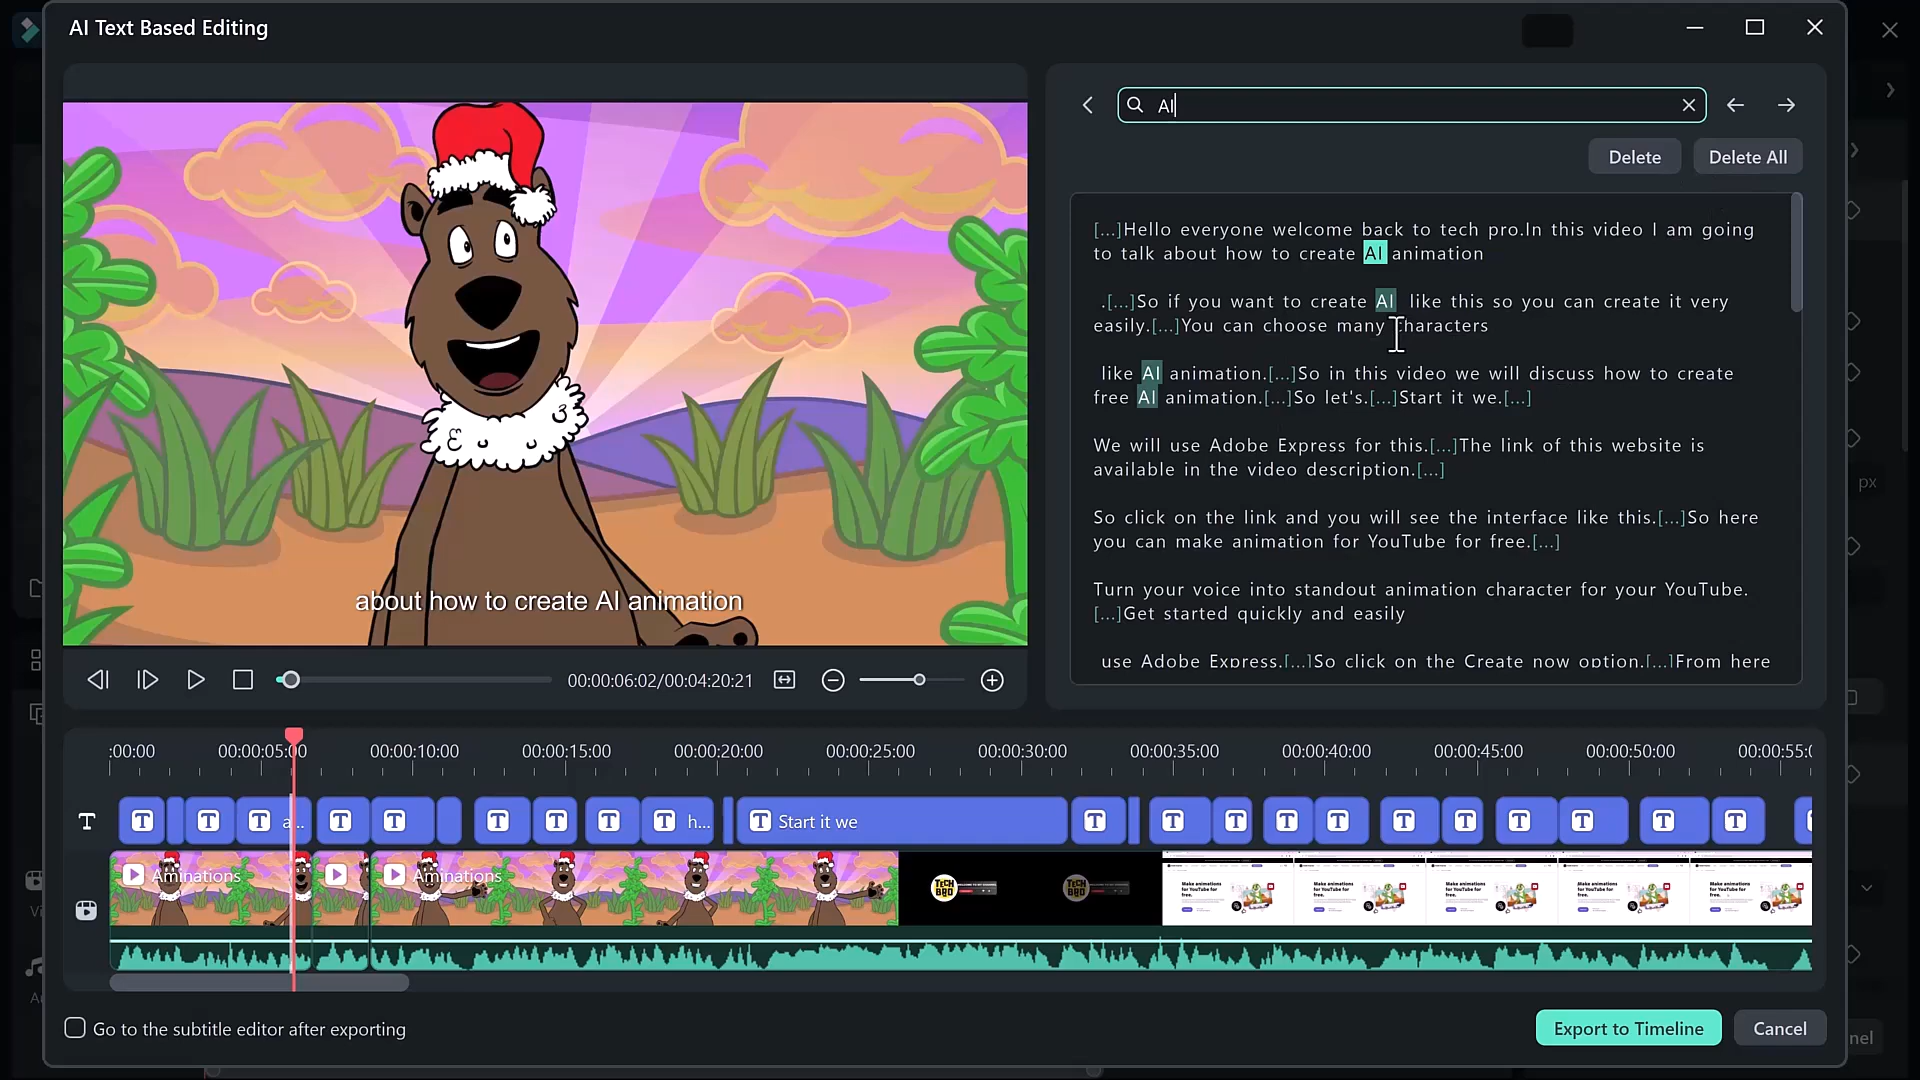 AI Text Based Editing
AI
Delete
Delete All
[...]Hello everyone welcome back to tech pro.In this video I am going
to talk about how to create AI animation
.[...]So if you want to create AI like this so you can create it very
easily.[...]You can choose many characters
like AI animation.[...]So in this video we will discuss how to create
free AI animation.[...]So let's.[...]Start it we.[...]
We will use Adobe Express for this.[...]The link of this website is
available in the video description.[...]
So click on the link and you will see the interface like this.[...]So here
you can make animation for YouTube for free.[...]
Turn your voice into standout animation character for your YouTube.
[...]Get started quickly and easily
use Adobe Express.[...]So click on the Create now option.[...]From here
about how to create AI animation
00:00:06:02/00:04:20:21
px
:00:00
00:00:05:00
00:00:10:00
00:00:15:00
00:00:20:00
00:00:25:00
00:00:30:00
00:00:35:00
00:00:40:00
00:00:45:00
00:00:50:00
00:00:55:0
a...
h...
Start it we
Aminations
Aminations
TECH
BRO
Make animations
for YouTube for
free.
Make animations
for YouTube for
free.
Make animations
for YouTube for
free.
Make animations
for YouTube for
free.
Make animations
for YouTube for
free.
Go to the subtitle editor after exporting
Export to Timeline
Cancel
nel